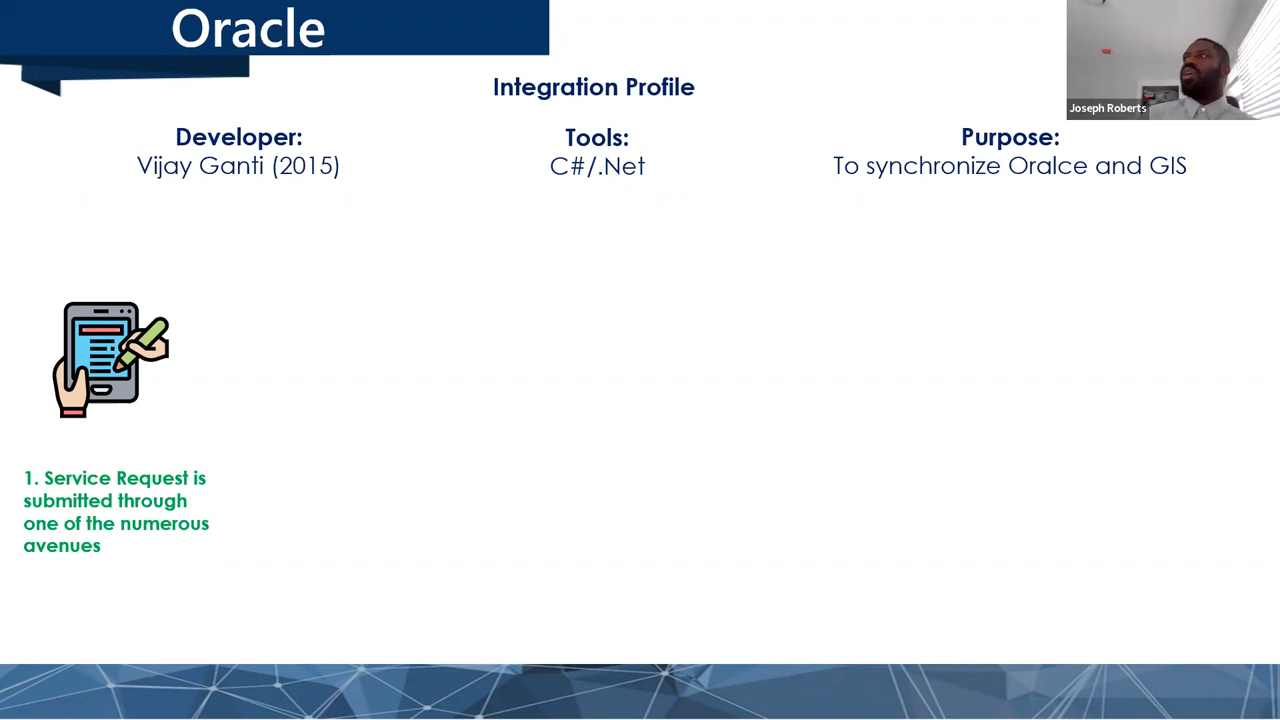 Oracle
Joseph Roberts
Integration Profile
Developer:
Vijay Ganti (2015)
Tools:
C#/.Net
Purpose:
To synchronize Oralce and GIS
1. Service Request is
submitted through
one of the numerous
avenues